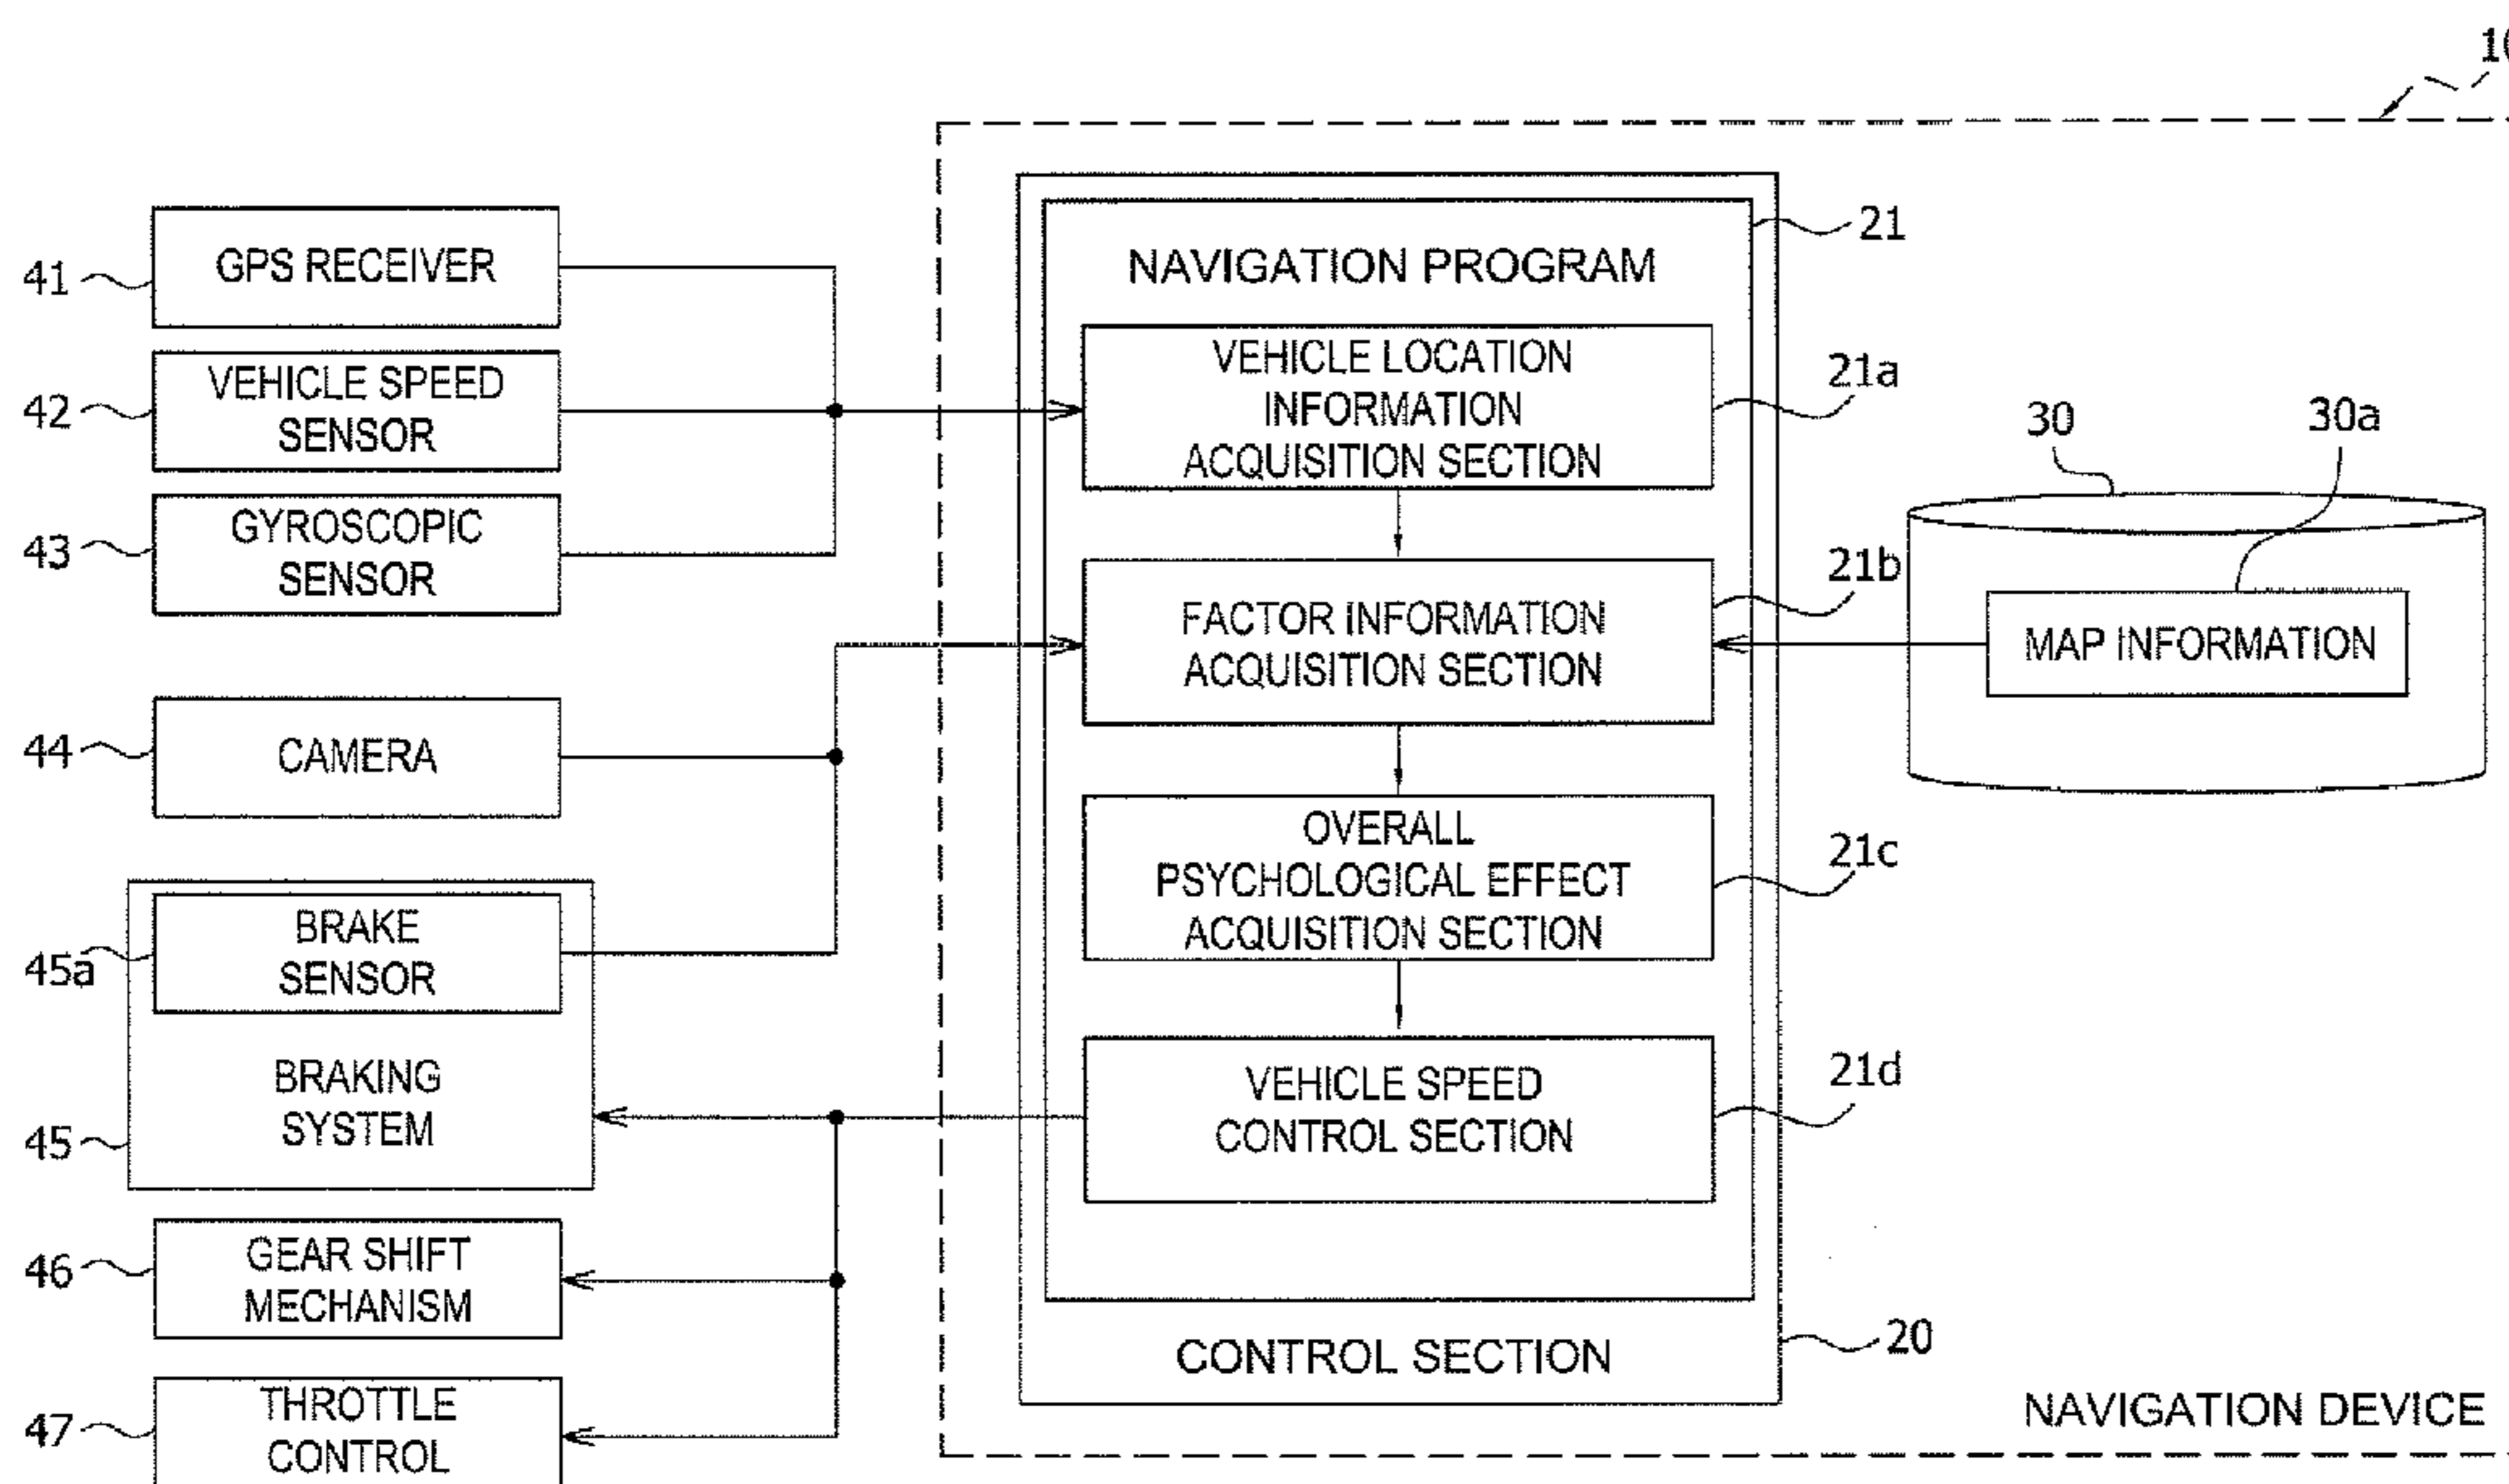 10
41
GPS RECEIVER
42
VEHICLE SPEED
SENSOR
43
GYROSCOPIC
SENSOR
44
CAMERA
45a
BRAKE
SENSOR
BRAKING
SYSTEM
45
46
GEAR SHIFT
MECHANISM
47
THROTTLE
CONTROL
NAVIGATION PROGRAM
21
VEHICLE LOCATION
INFORMATION
ACQUISITION SECTION
21a
FACTOR INFORMATION
ACQUISITION SECTION
21b
OVERALL
PSYCHOLOGICAL EFFECT
ACQUISITION SECTION
21c
VEHICLE SPEED
CONTROL SECTION
21d
CONTROL SECTION
20
30
30a
MAP INFORMATION
NAVIGATION DEVICE